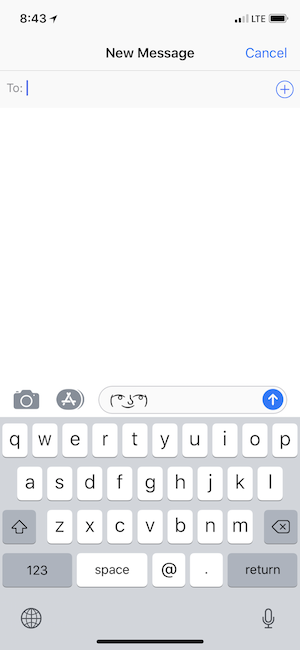 8:43 LTE
New Message Cancel
To:
( ͡° ͜ʖ ͡°)
q w e r t y u i o p
a s d f g h j k l
z x c v b n m
123 space @ . return